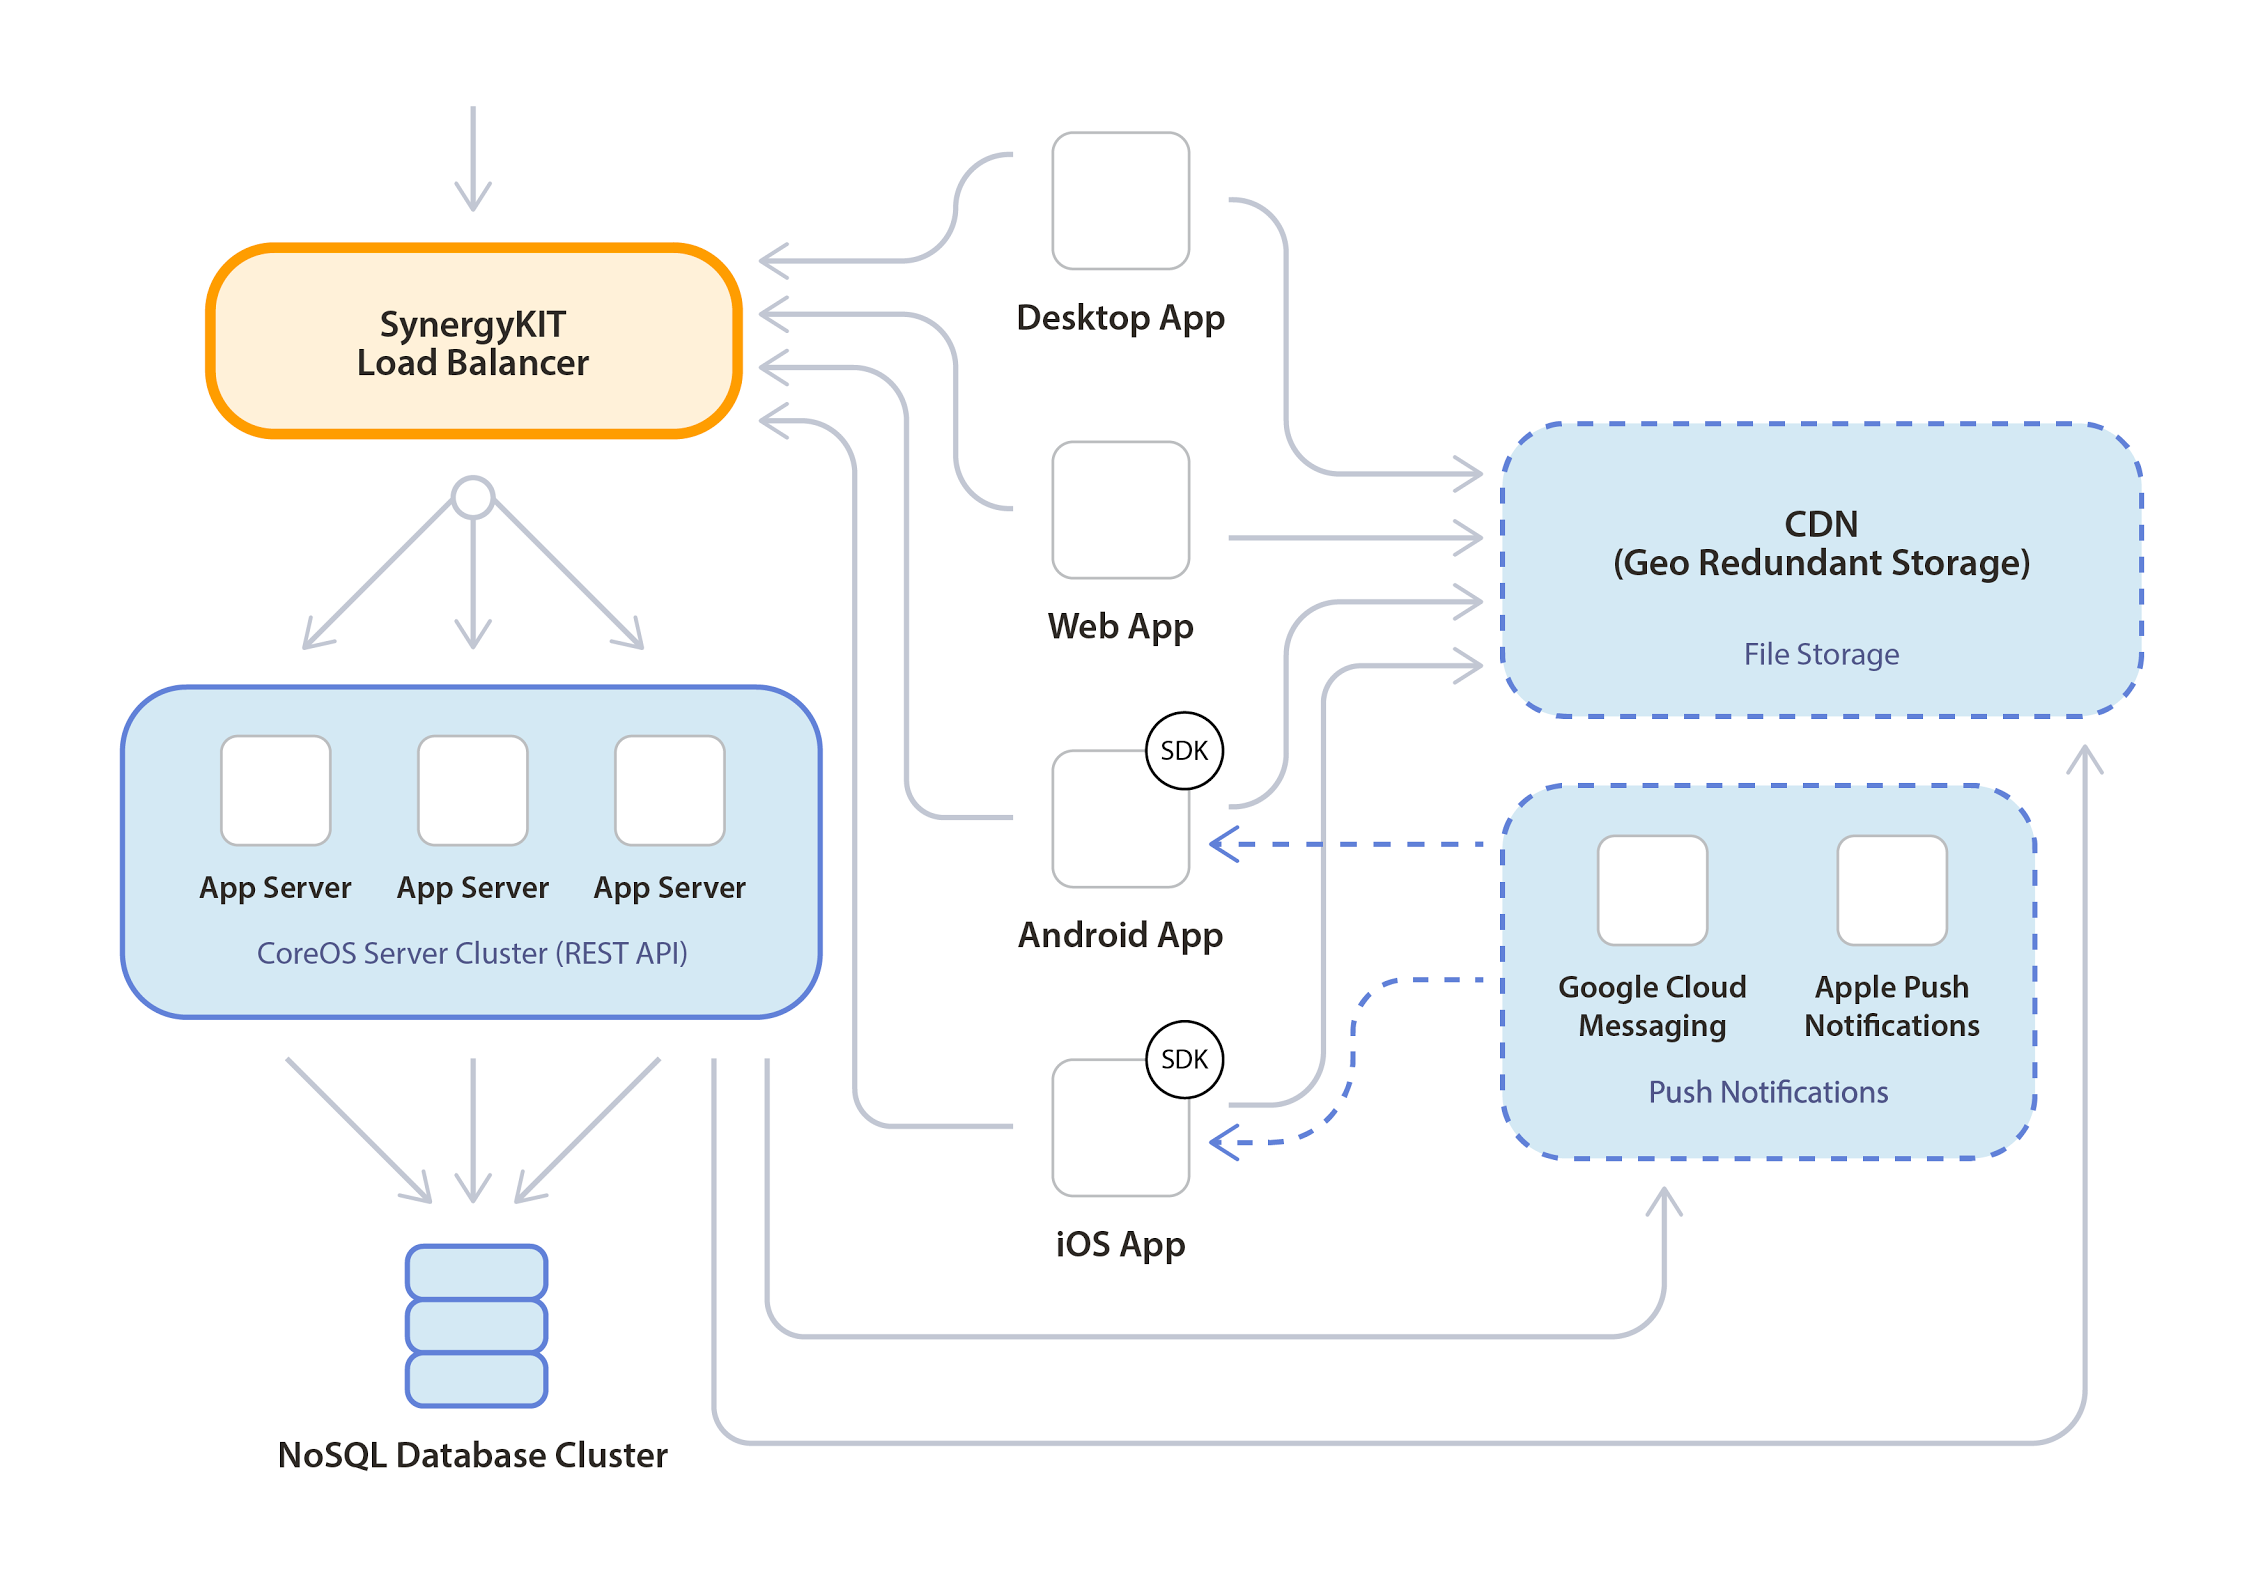 SynergyKIT
Load Balancer
App Server
App Server
App Server
CoreOS Server Cluster (REST API)
NoSQL Database Cluster
Desktop App
Web App
SDK
Android App
SDK
iOS App
CDN
(Geo Redundant Storage)
File Storage
Google Cloud
Messaging
Apple Push
Notifications
Push Notifications